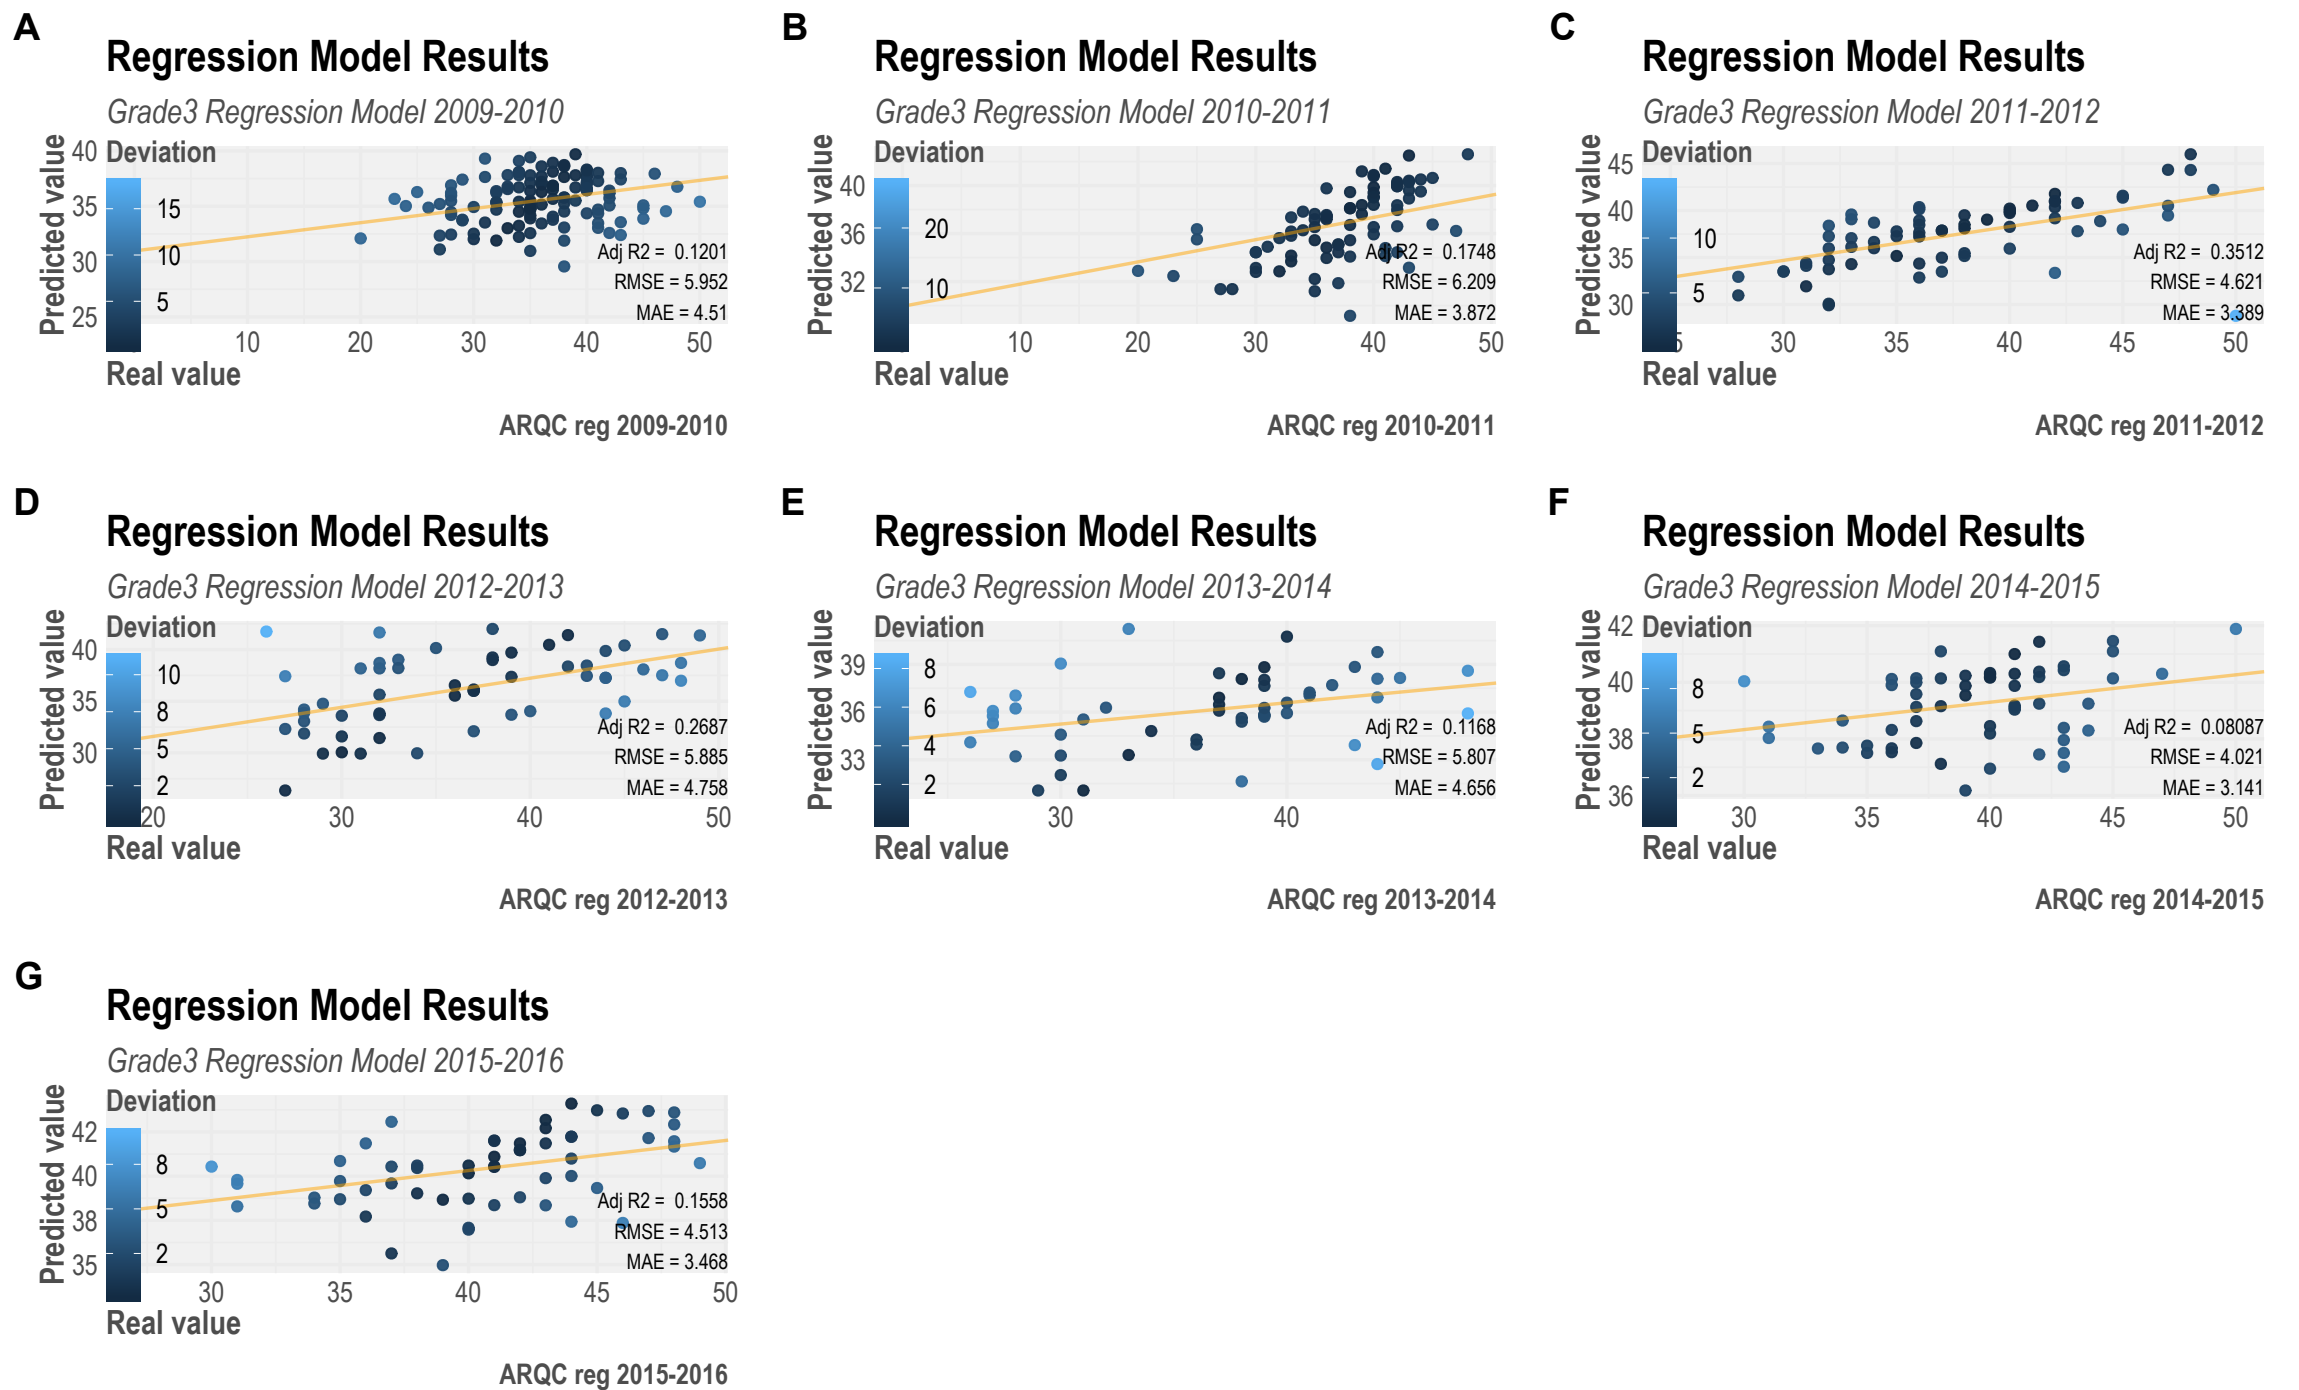 A
Regression Model Results
Grade3 Regression Model 2009-2010
Predicted value
Deviation
40
35
30
25
15
10
5
Adj R2 = 0.1201
RMSE = 5.952
MAE = 4.51
10 20 30 40 50
Real value
ARQC reg 2009-2010
B
Regression Model Results
Grade3 Regression Model 2010-2011
Predicted value
Deviation
40
36
32
20
10
Adj R2 = 0.1748
RMSE = 6.209
MAE = 3.872
10 20 30 40 50
Real value
ARQC reg 2010-2011
C
Regression Model Results
Grade3 Regression Model 2011-2012
Predicted value
Deviation
45
40
35
30
10
5
Adj R2 = 0.3512
RMSE = 4.621
MAE = 3.389
5 30 35 40 45 50
Real value
ARQC reg 2011-2012
D
Regression Model Results
Grade3 Regression Model 2012-2013
Predicted value
Deviation
40
35
30
10
8
5
2
Adj R2 = 0.2687
RMSE = 5.885
MAE = 4.758
20 30 40 50
Real value
ARQC reg 2012-2013
E
Regression Model Results
Grade3 Regression Model 2013-2014
Predicted value
Deviation
39
36
33
8
6
4
2
Adj R2 = 0.1168
RMSE = 5.807
MAE = 4.656
30 40
Real value
ARQC reg 2013-2014
F
Regression Model Results
Grade3 Regression Model 2014-2015
Predicted value
Deviation
42
40
38
36
8
5
2
Adj R2 = 0.08087
RMSE = 4.021
MAE = 3.141
30 35 40 45 50
Real value
ARQC reg 2014-2015
G
Regression Model Results
Grade3 Regression Model 2015-2016
Predicted value
Deviation
42
40
38
35
8
5
2
Adj R2 = 0.1558
RMSE = 4.513
MAE = 3.468
30 35 40 45 50
Real value
ARQC reg 2015-2016